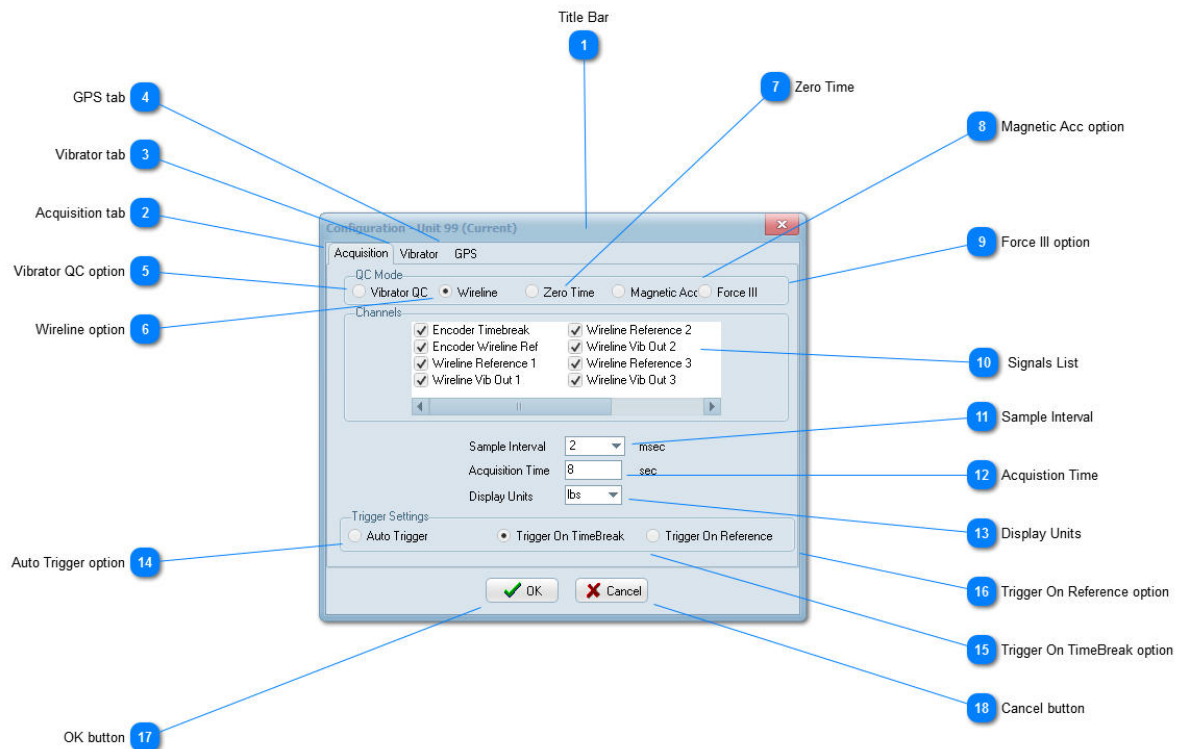 Title Bar
1
GPS tab 4
7 Zero Time
8 Magnetic Acc option
Vibrator tab 3
Acquisition tab 2
Configuration - Unit 99 (Current)
9 Force III option
Acquisition Vibrator GPS
Vibrator QC option 5
QC Mode
Vibrator QC Wireline Zero Time Magnetic Acc Force III
Wireline option 6
Channels
Encoder Timebreak Wireline Reference 2
Encoder Wireline Ref Wireline Vib Out 2
Wireline Reference 1 Wireline Reference 3
Wireline Vib Out 1 Wireline Vib Out 3
10 Signals List
11 Sample Interval
Sample Interval 2 msec
Acquisition Time 8 sec
12 Acquistion Time
Display Units lbs
13 Display Units
Trigger Settings
Auto Trigger Trigger On TimeBreak Trigger On Reference
Auto Trigger option 14
16 Trigger On Reference option
OK Cancel
15 Trigger On TimeBreak option
18 Cancel button
OK button 17